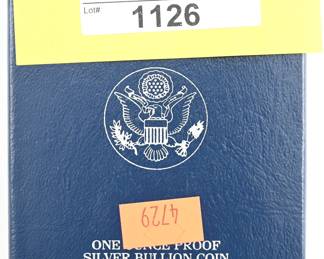 Lot# 1126
4729
ONE OUNCE PROOF
SILVER BULLION COIN